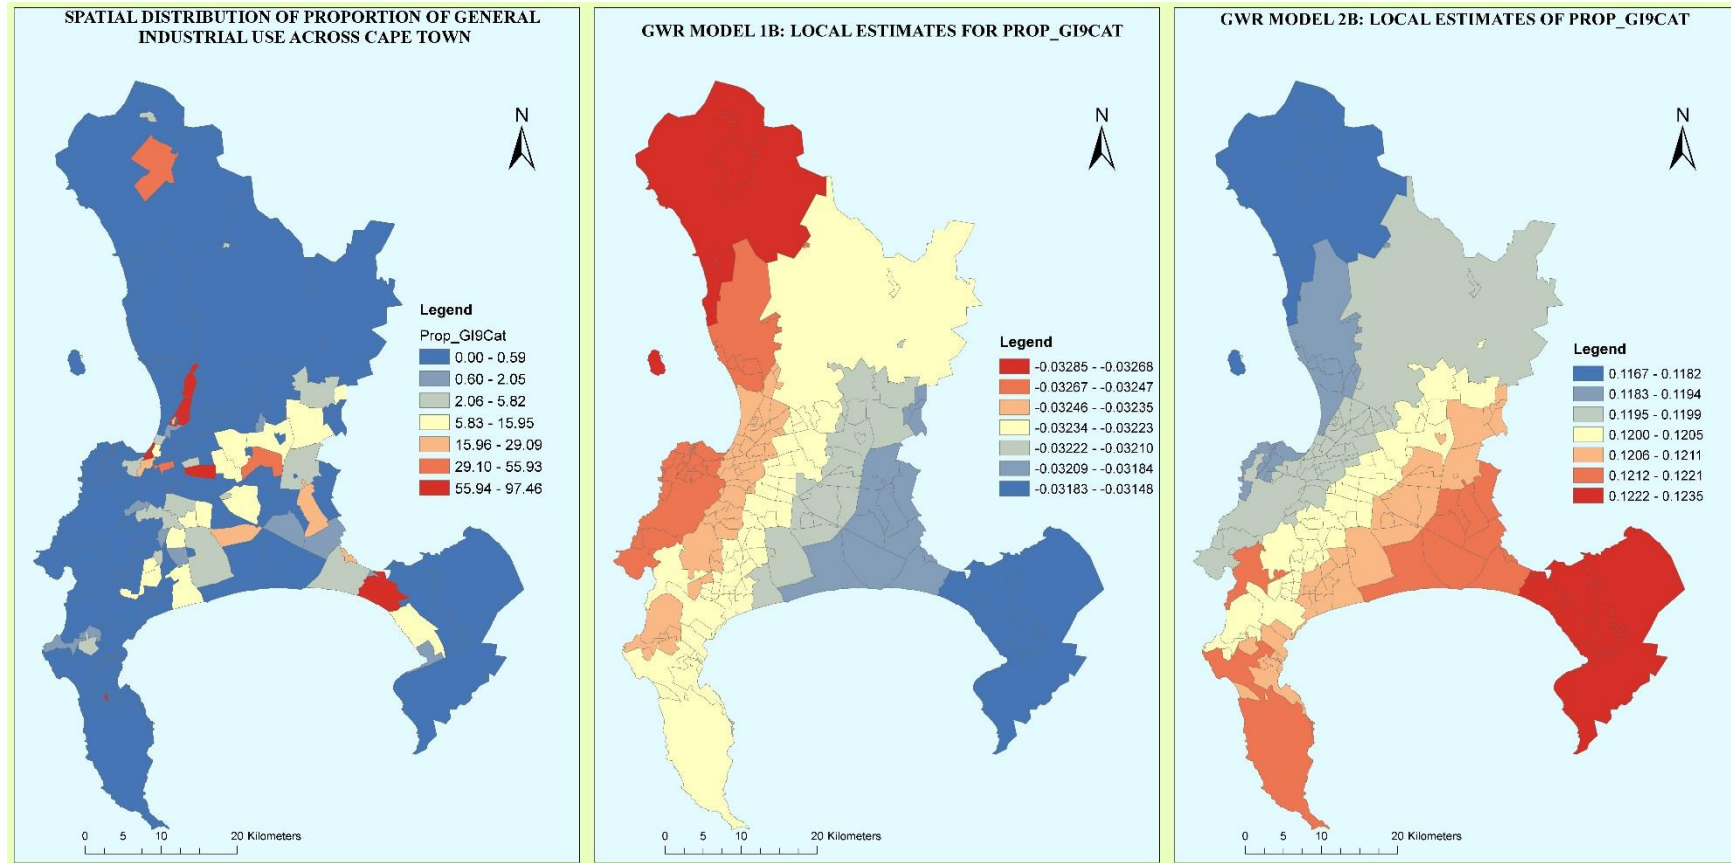 SPATIAL DISTRIBUTION OF PROPORTION OF GENERAL
INDUSTRIAL USE ACROSS CAPE TOWN
N
Legend
Prop_GI9Cat
0.00 - 0.59
0.60 - 2.05
2.06 - 5.82
5.83 - 15.95
15.96 - 29.09
29.10 - 55.93
55.94 - 97.46
0 5 10 20 Kilometers
GWR MODEL 1B: LOCAL ESTIMATES FOR PROP_GI9CAT
N
Legend
-0.03285 - -0.03268
-0.03267 - -0.03247
-0.03246 - -0.03235
-0.03234 - -0.03223
-0.03222 - -0.03210
-0.03209 - -0.03184
-0.03183 - -0.03148
0 5 10 20 Kilometers
GWR MODEL 2B: LOCAL ESTIMATES OF PROP_GI9CAT
N
Legend
0.1167 - 0.1182
0.1183 - 0.1194
0.1195 - 0.1199
0.1200 - 0.1205
0.1206 - 0.1211
0.1212 - 0.1221
0.1222 - 0.1235
0 5 10 20 Kilometers